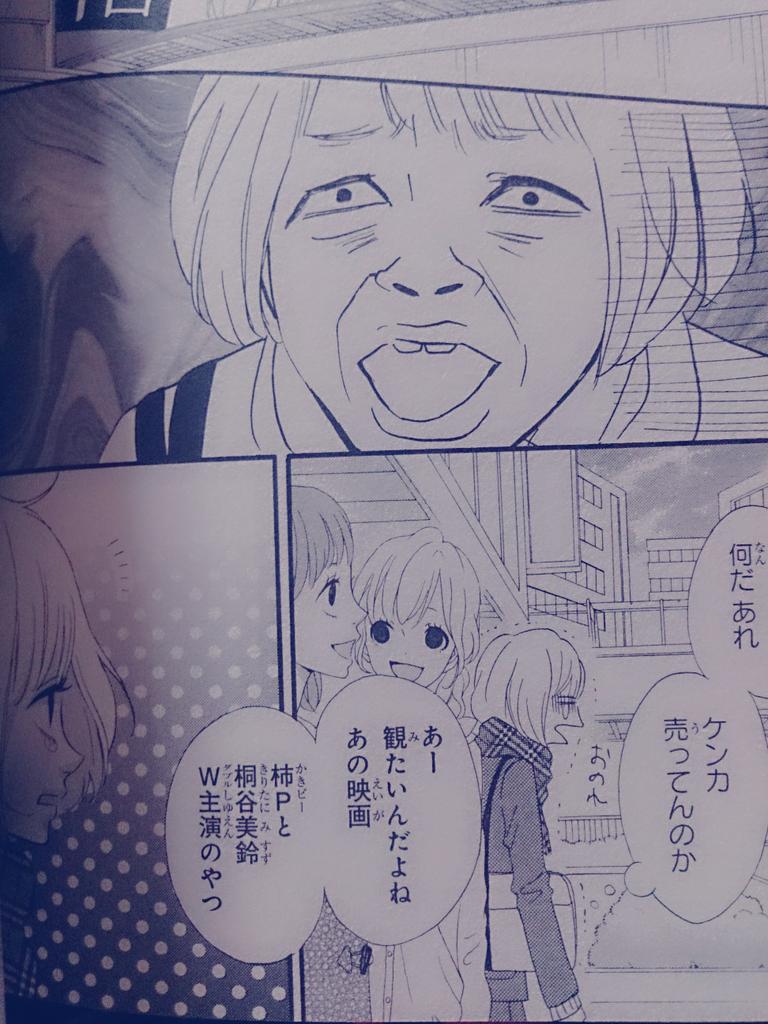 何だ あれ
ケンカ
売ってんのか
おのれ
あー
観たいんだよね
あの映画
柿Pと
桐谷美鈴
W主演のやつ